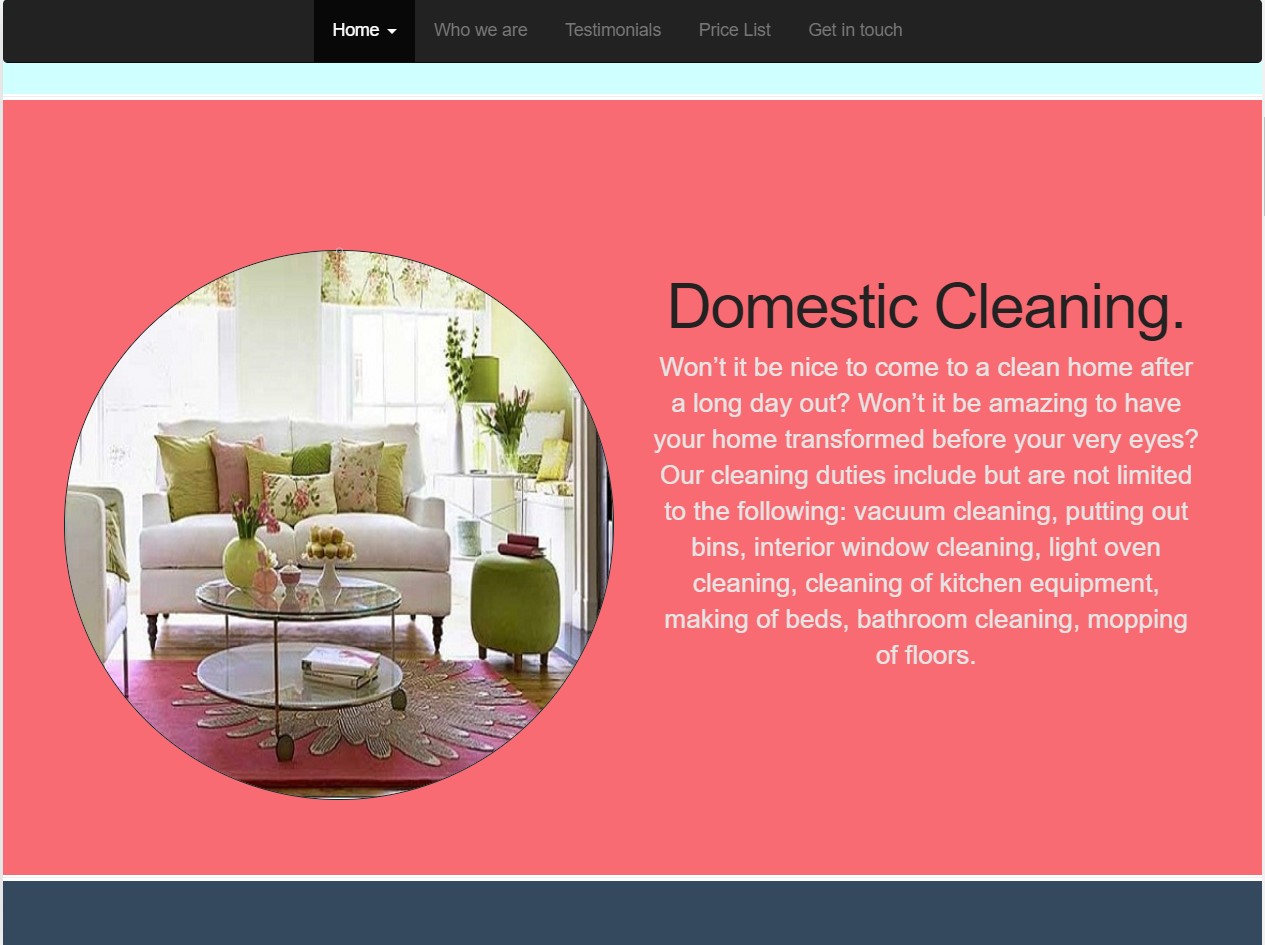 Home Who we are Testimonials Price List Get in touch
Domestic Cleaning.
Won’t it be nice to come to a clean home after
a long day out? Won’t it be amazing to have
your home transformed before your very eyes?
Our cleaning duties include but are not limited
to the following: vacuum cleaning, putting out
bins, interior window cleaning, light oven
cleaning, cleaning of kitchen equipment,
making of beds, bathroom cleaning, mopping
of floors.